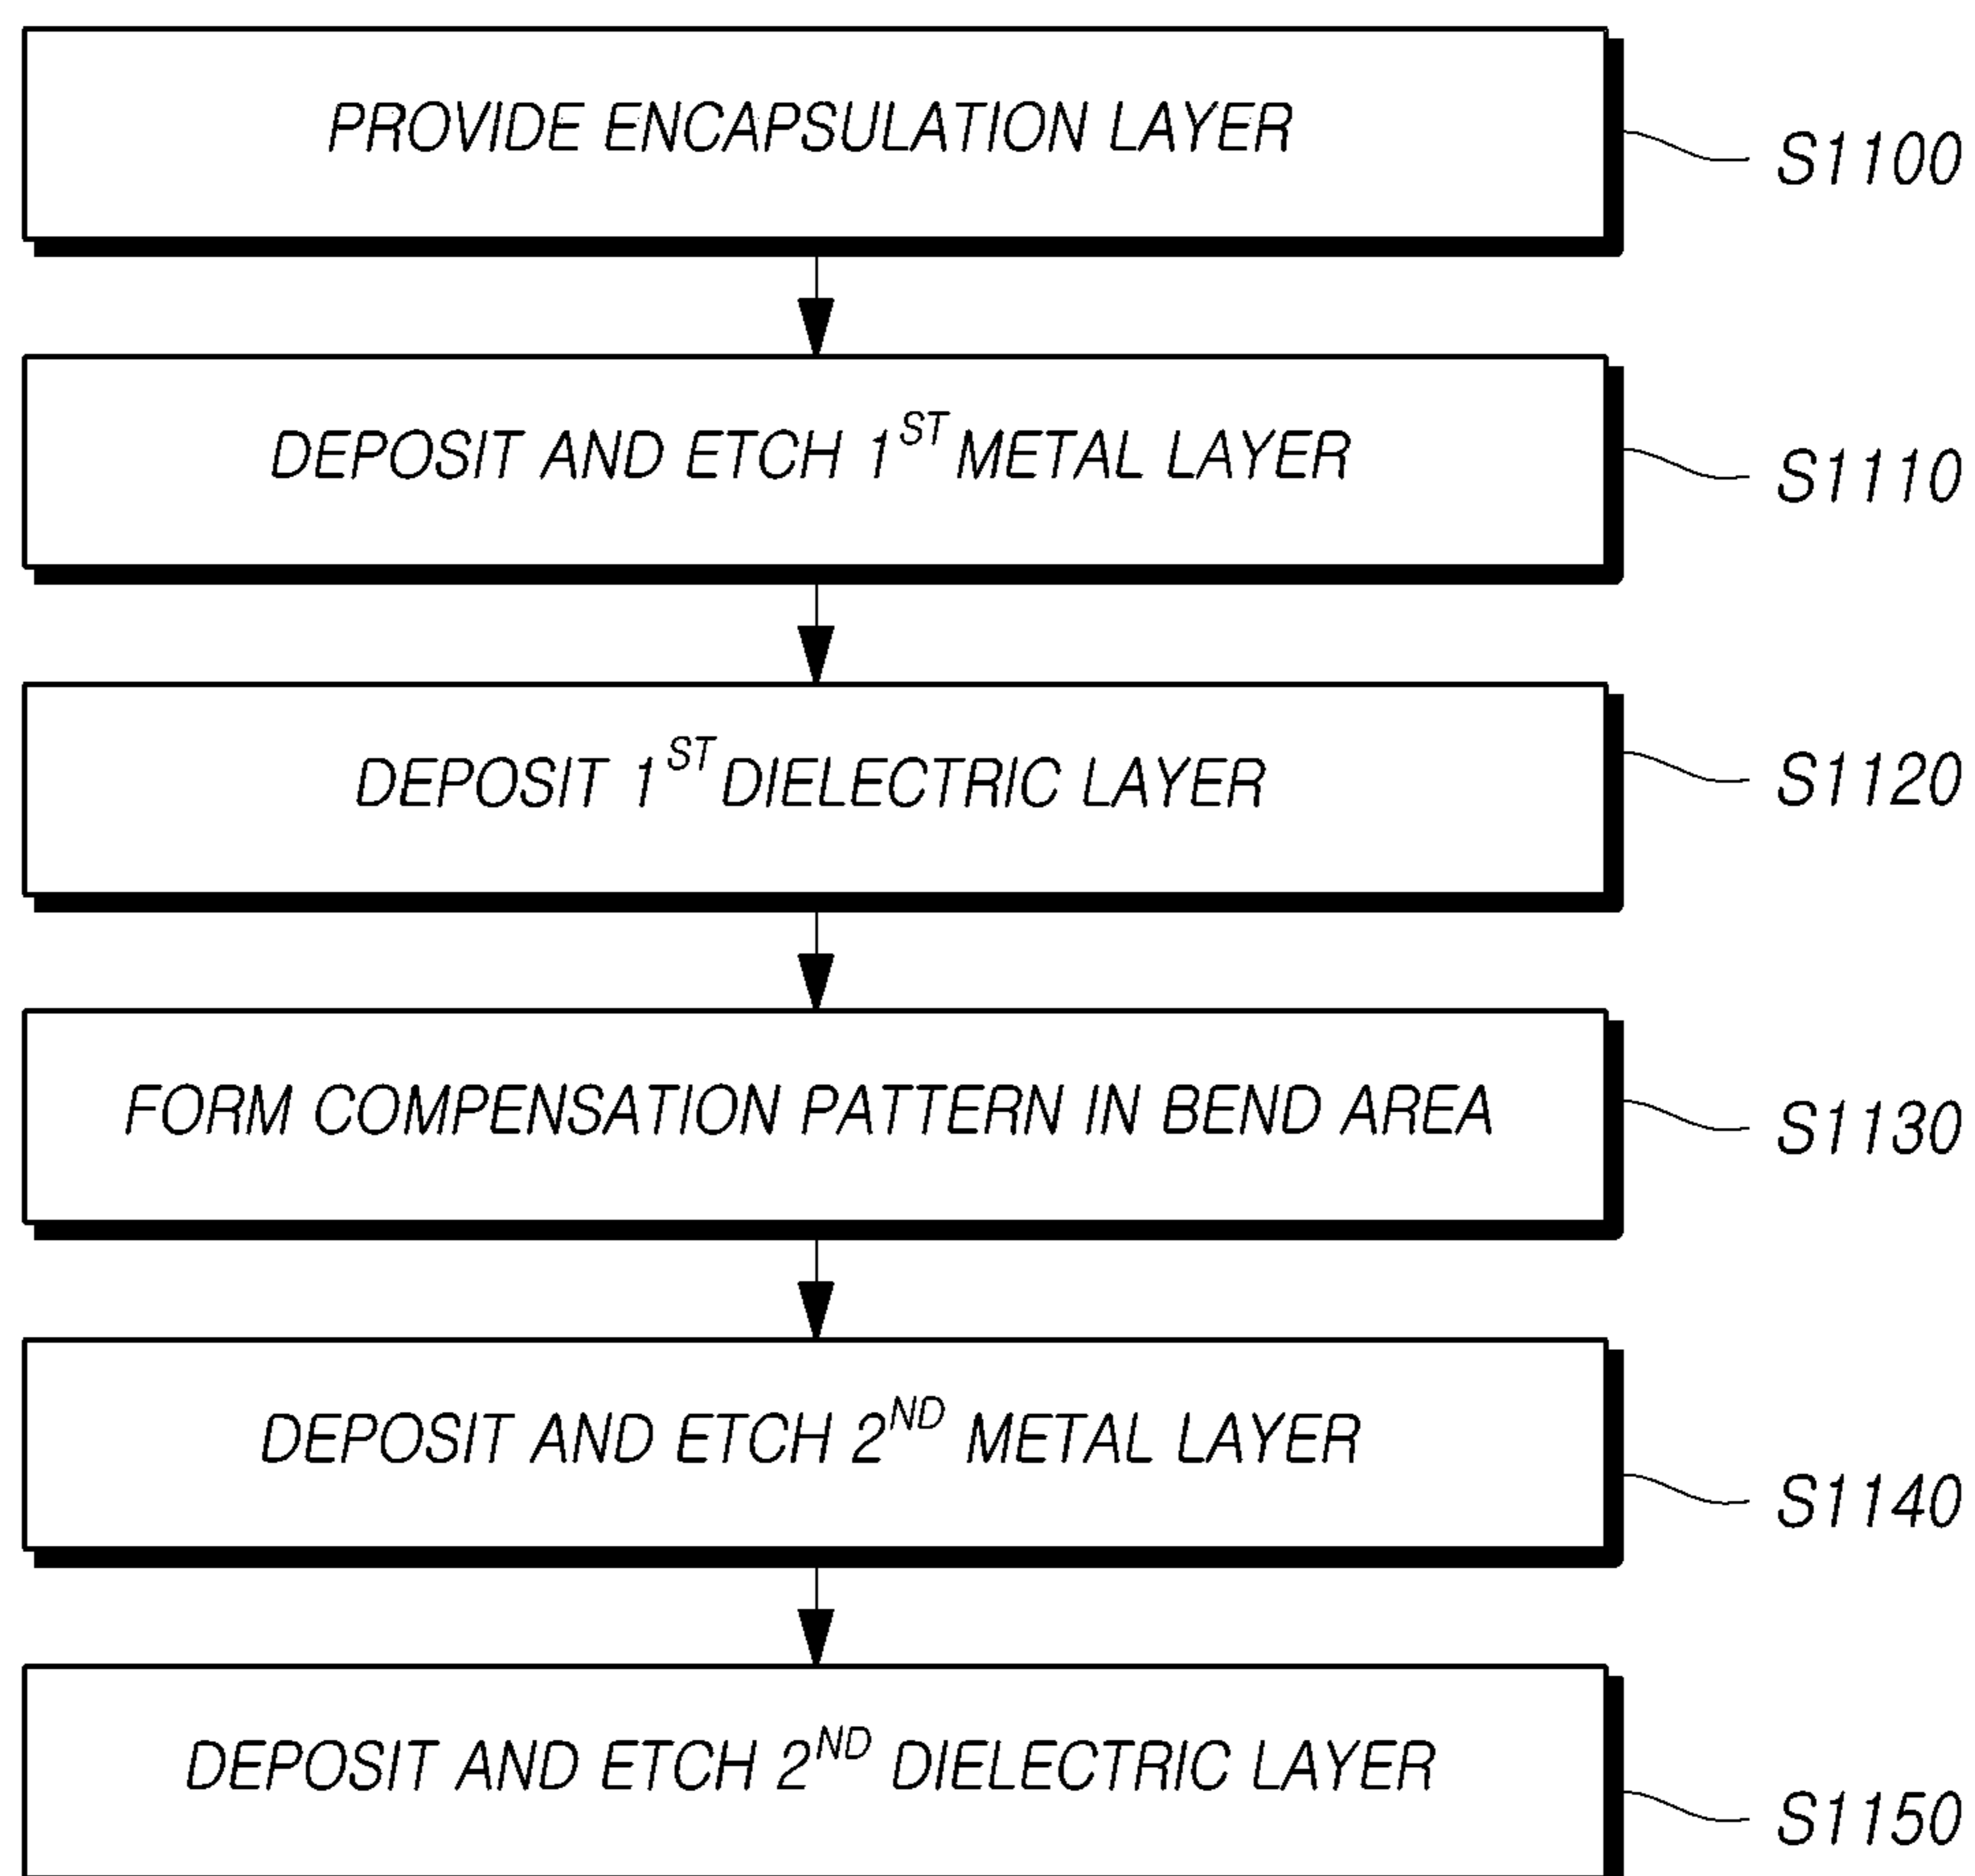 PROVIDE ENCAPSULATION LAYER
S1100
DEPOSIT AND ETCH 1ST METAL LAYER
S1110
DEPOSIT 1ST DIELECTRIC LAYER
S1120
FORM COMPENSATION PATTERN IN BEND AREA
S1130
DEPOSIT AND ETCH 2ND METAL LAYER
S1140
DEPOSIT AND ETCH 2ND DIELECTRIC LAYER
S1150